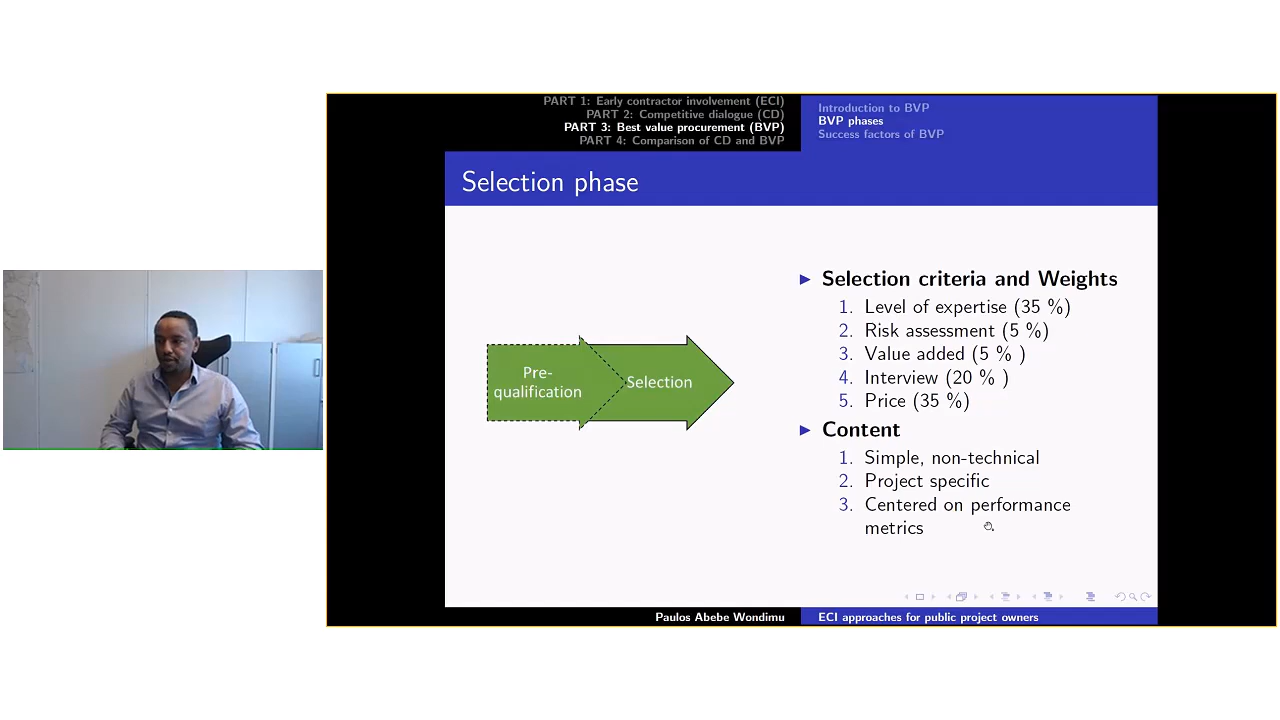 PART 1: Early contractor involvement (ECI)
PART 2: Competitive dialogue (CD)
PART 3: Best value procurement (BVP)
PART 4: Comparison of CD and BVP
Introduction to BVP
BVP phases
Success factors of BVP
Selection phase
Pre-
qualification
Selection
Selection criteria and Weights
1. Level of expertise (35 %)
2. Risk assessment (5 %)
3. Value added (5 % )
4. Interview (20 % )
5. Price (35 %)
Content
1. Simple, non-technical
2. Project specific
3. Centered on performance
metrics
Paulos Abebe Wondimu
ECI approaches for public project owners